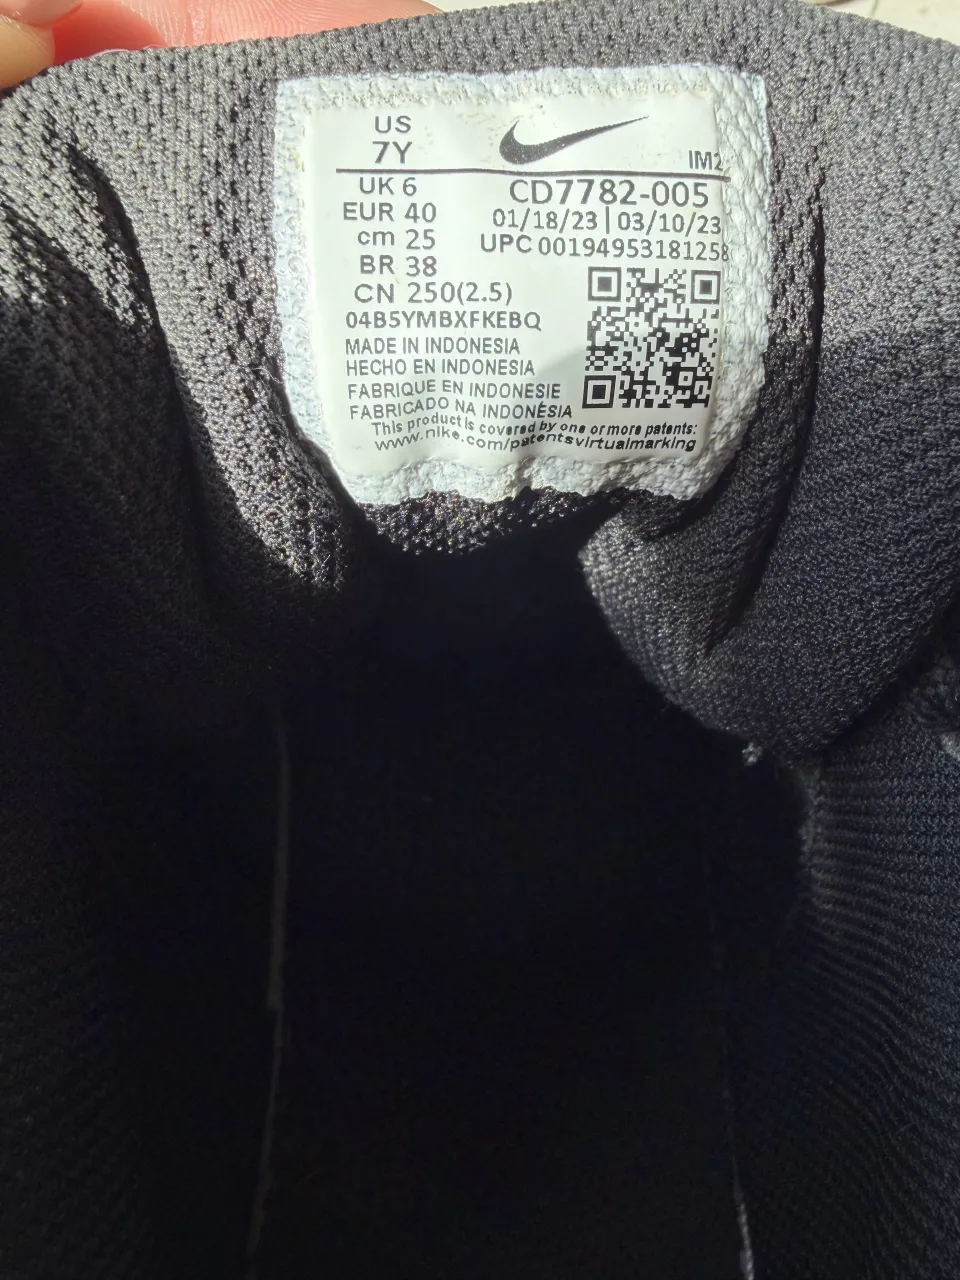 US
7Y
IM2
UK 6
EUR 40
cm 25
BR 38
CN 250(2.5)
CD7782-005
01/18/23 | 03/10/23
UPC 00194953181258
04B5YMBXFKEBQ
MADE IN INDONESIA
HECHO EN INDONESIA
FABRIQUE EN INDONESIE
FABRICADO NA INDONÉSIA
This product is covered by one or more patents:
www.nike.com/patentsvirtualmarking